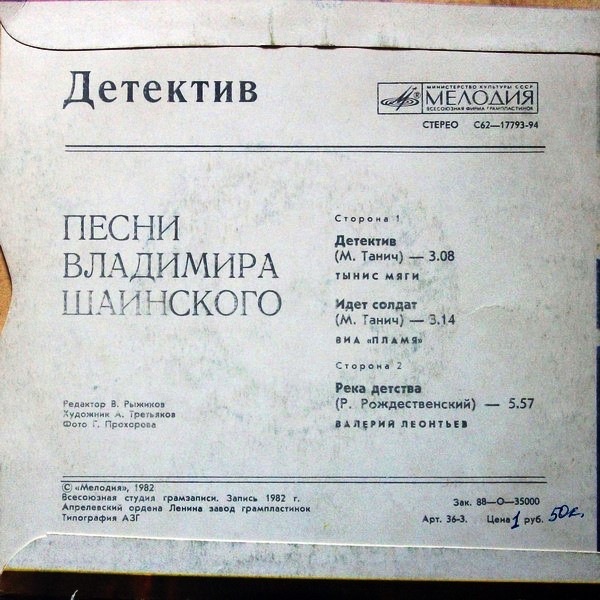 Детектив
МИНИСТЕРСТВО КУЛЬТУРЫ СССР
МЕЛОДИЯ
ВСЕСОЮЗНАЯ ФИРМА ГРАМПЛАСТИНОК
СТЕРЕО С62—17793-94
ПЕСНИ
ВЛАДИМИРА
ШАИНСКОГО
Сторона 1
Детектив
(М. Танич) — 3.08
ТЫНИС МЯГИ
Идет солдат
(М. Танич) — 3.14
ВИА «ПЛАМЯ»
Сторона 2
Река детства
(Р. Рождественский) — 5.57
ВАЛЕРИЙ ЛЕОНТЬЕВ
Редактор В. Рыжиков
Художник А. Третьяков
Фото Г. Прохорова
© «Мелодия», 1982
Всесоюзная студия грамзаписи. Запись 1982 г.
Апрелевский ордена Ленина завод грампластинок
Типография АЗГ
Зак. 88—О—35000
Арт. 36-3. Цена 1 руб. 50к.